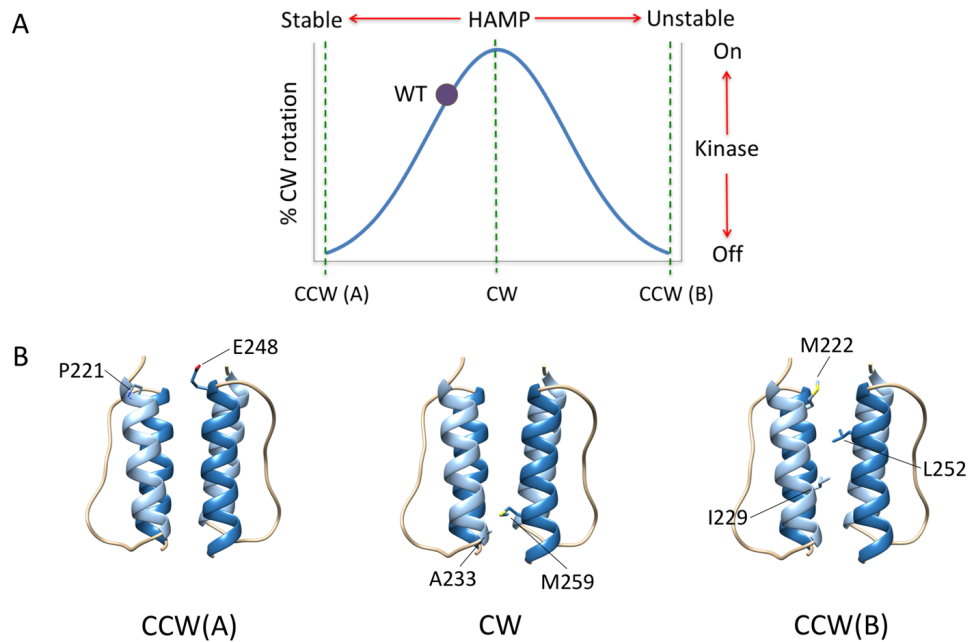 A
Stable HAMP Unstable
On
WT
% CW rotation
Kinase
Off
CCW (A) CW CCW (B)
B
P221 E248 M222
L252
I229
A233 M259
CCW(A) CW CCW(B)